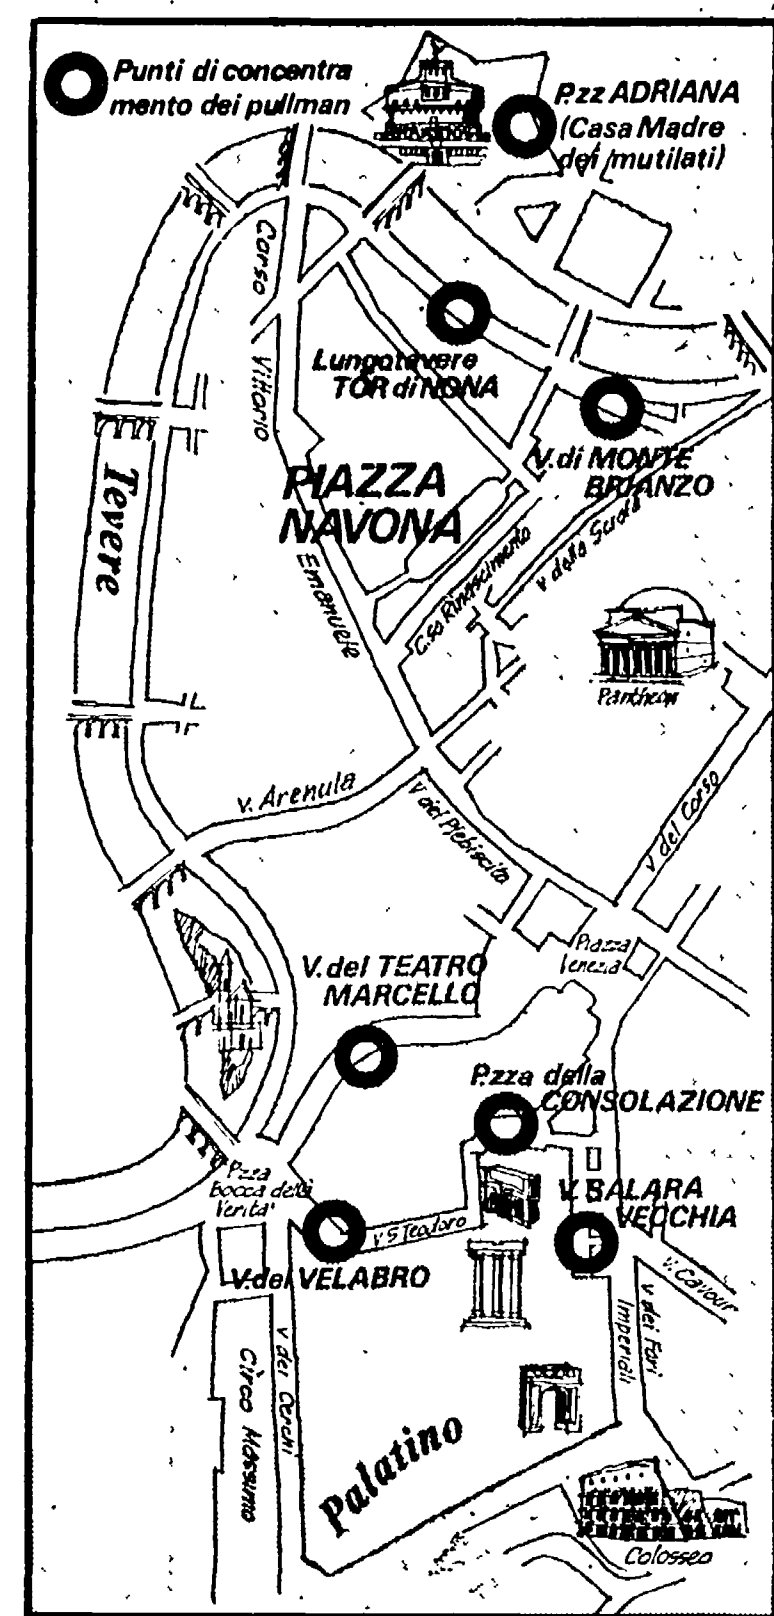 Punti di concentra
mento dei pullman
P.zz ADRIANA
(Casa Madre
dei mutilati)
Corso Vittorio
Lungotevere
TOR di NONA
V. di MONTE
BRIANZO
Tevere
PIAZZA
NAVONA
Emanuele
C.so Rinascimento
v della Scrofa
Pantheon
v. Arenula
v del Plebiscito
v del Corso
Piazza
Venezia
V. del TEATRO
MARCELLO
P.zza della
CONSOLAZIONE
P.zza
Bocca della
Verita'
V. SALARA
VECCHIA
v S Teodoro
V. del VELABRO
v. Cavour
v dei Fori
Imperiali
v dei Cerchi
Circo Massimo
Palatino
Colosseo